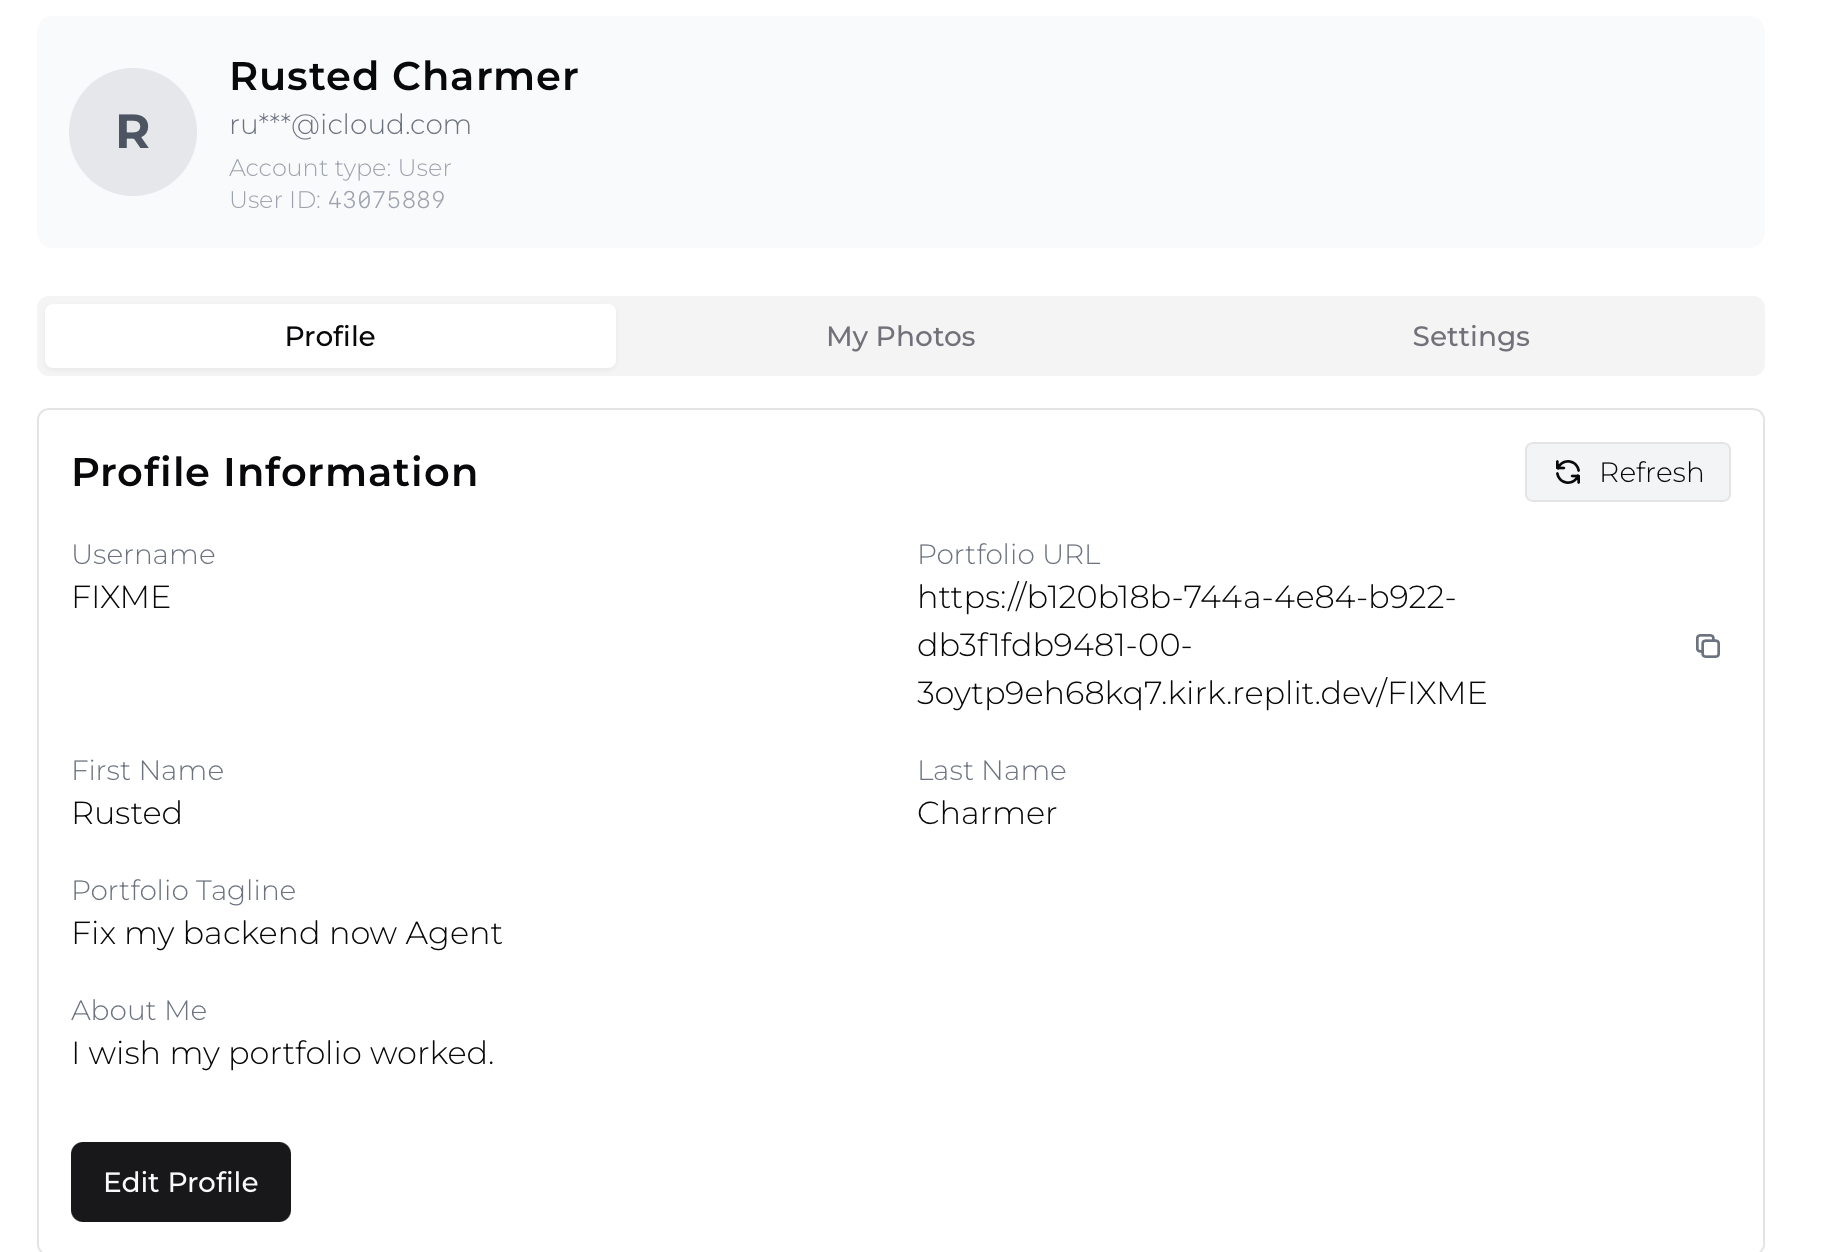 R
Rusted Charmer
ru***@icloud.com
Account type: User
User ID: 43075889
Profile
My Photos
Settings
Profile Information
Refresh
Username
FIXME
Portfolio URL
https://b120b18b-744a-4e84-b922-
db3f1fdb9481-00-
3oytp9eh68kq7.kirk.replit.dev/FIXME
First Name
Rusted
Last Name
Charmer
Portfolio Tagline
Fix my backend now Agent
About Me
I wish my portfolio worked.
Edit Profile